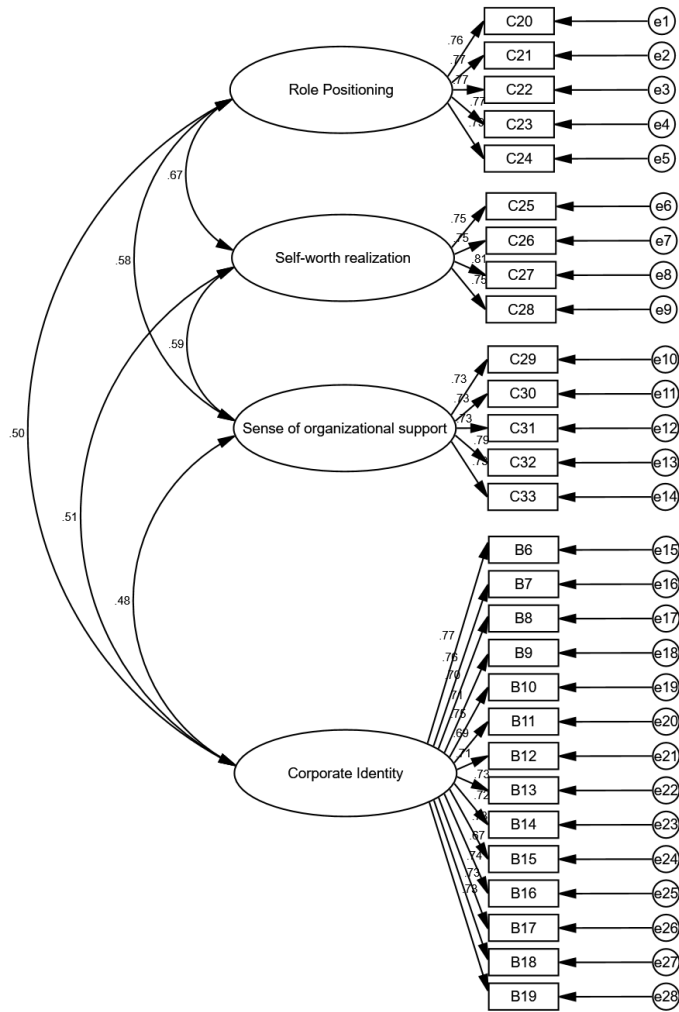 C20
e1
.76
C21
e2
.77
C22
e3
.77
Role Positioning
C23
e4
.77
C24
e5
.67
C25
e6
.75
C26
e7
.75
C27
e8
.81
Self-worth realization
C28
e9
.75
.58
.59
C29
e10
.73
C30
e11
.73
C31
e12
.73
Sense of organizational support
C32
e13
.79
C33
e14
.50
.51
.48
B6
e15
.77
B7
e16
.76
B8
e17
.70
B9
e18
.71
B10
e19
.75
B11
e20
.69
B12
e21
.71
B13
e22
.73
Corporate Identity
.72
B14
e23
B15
e24
.67
B16
e25
.74
B17
e26
.73
B18
e27
.73
B19
e28